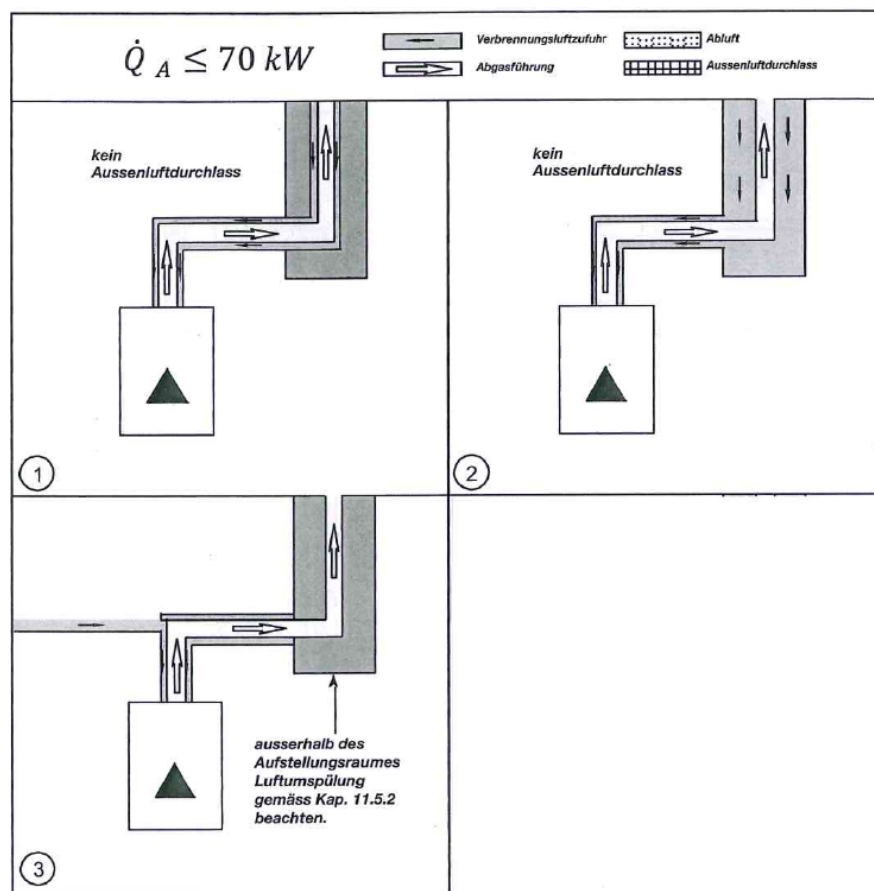 Q̇ A ≤ 70 kW
Verbrennungsluftzufuhr
Abluft
Abgasführung
Aussenluftdurchlass
kein
Aussenluftdurchlass
1
kein
Aussenluftdurchlass
2
ausserhalb des
Aufstellungsraumes
Luftumspülung
gemäss Kap. 11.5.2
beachten.
3